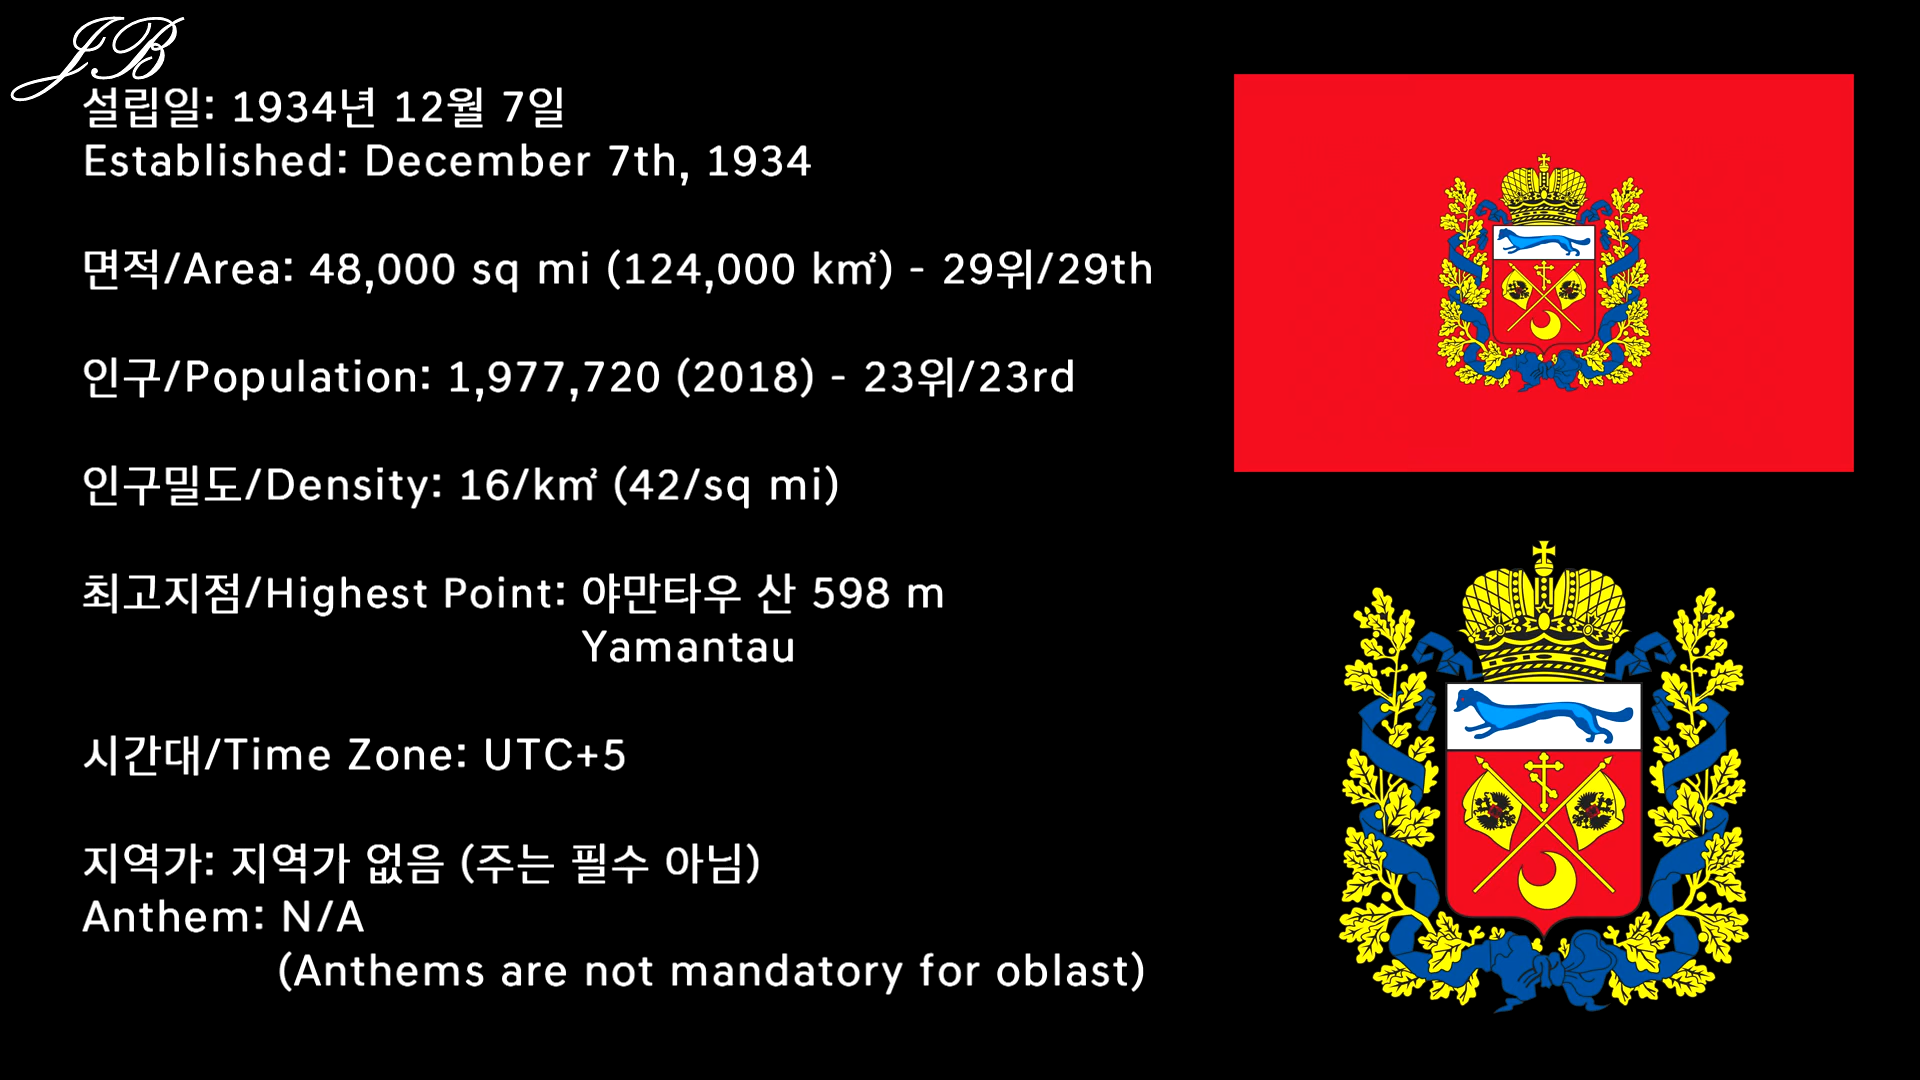 JB
설립일: 1934년 12월 7일
Established: December 7th, 1934
면적/Area: 48,000 sq mi (124,000 k㎡) - 29위/29th
인구/Population: 1,977,720 (2018) - 23위/23rd
인구밀도/Density: 16/k㎡ (42/sq mi)
최고지점/Highest Point: 야만타우 산 598 m
Yamantau
시간대/Time Zone: UTC+5
지역가: 지역가 없음 (주는 필수 아님)
Anthem: N/A
(Anthems are not mandatory for oblast)